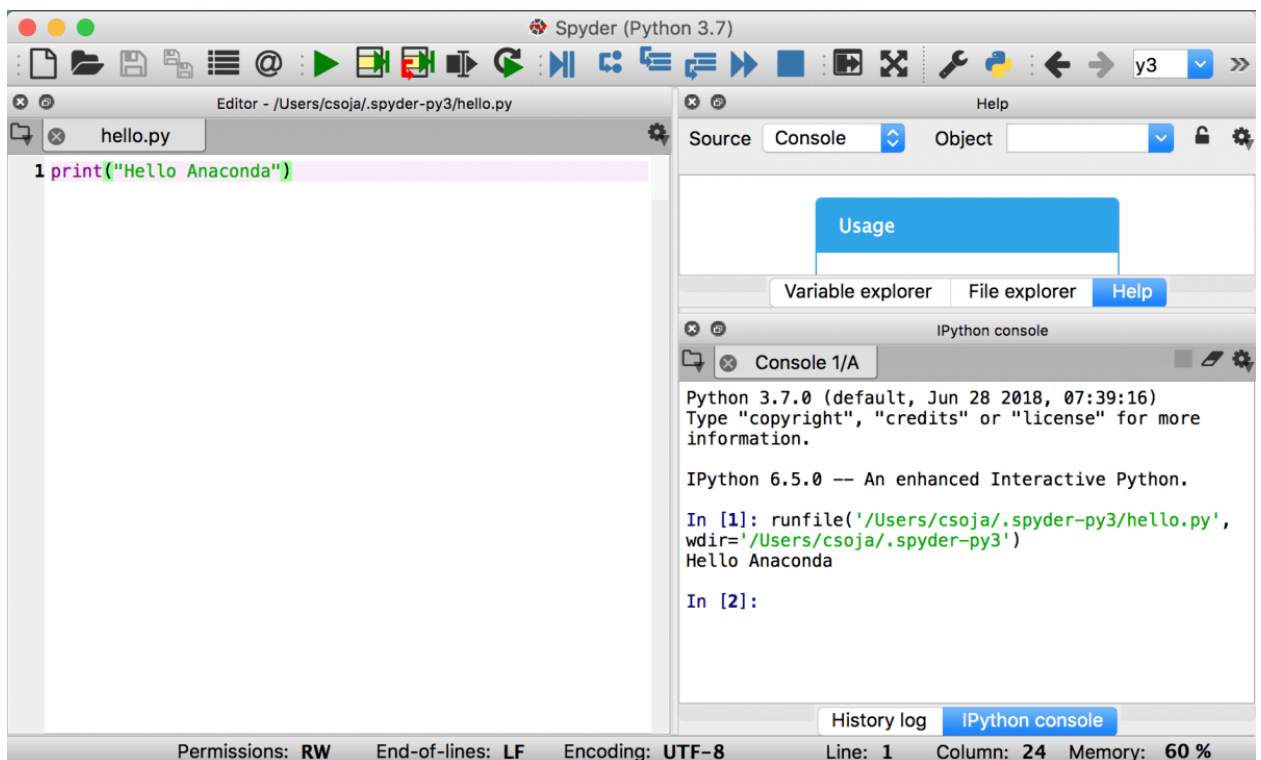 Spyder (Python 3.7)
@
y3
Editor - /Users/csoja/.spyder-py3/hello.py
hello.py
1 print("Hello Anaconda")
Help
Source Console Object
Usage
Variable explorer File explorer Help
IPython console
Console 1/A
Python 3.7.0 (default, Jun 28 2018, 07:39:16)
Type "copyright", "credits" or "license" for more
information.
IPython 6.5.0 -- An enhanced Interactive Python.
In [1]: runfile('/Users/csoja/.spyder-py3/hello.py',
wdir='/Users/csoja/.spyder-py3')
Hello Anaconda
In [2]:
History log IPython console
Permissions: RW End-of-lines: LF Encoding: UTF-8 Line: 1 Column: 24 Memory: 60 %